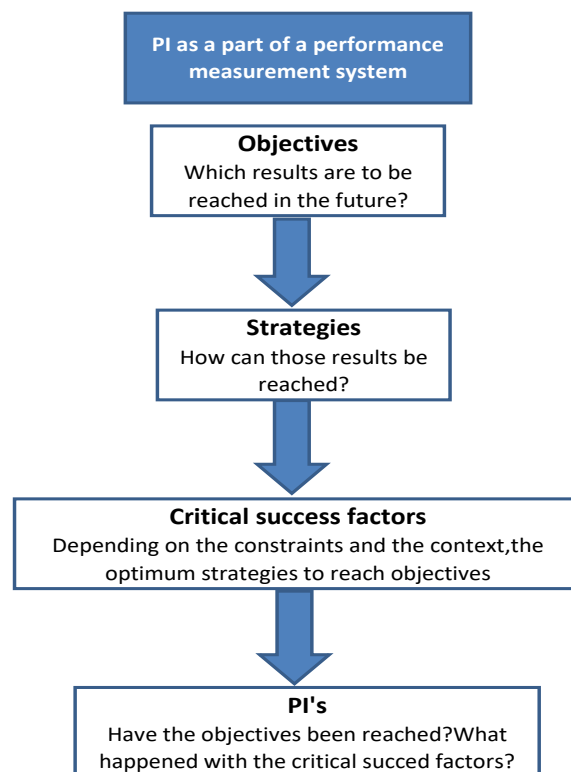 PI as a part of a performance
measurement system
Objectives
Which results are to be
reached in the future?
Strategies
How can those results be
reached?
Critical success factors
Depending on the constraints and the context,the
optimum strategies to reach objectives
PI's
Have the objectives been reached?What
happened with the critical succed factors?